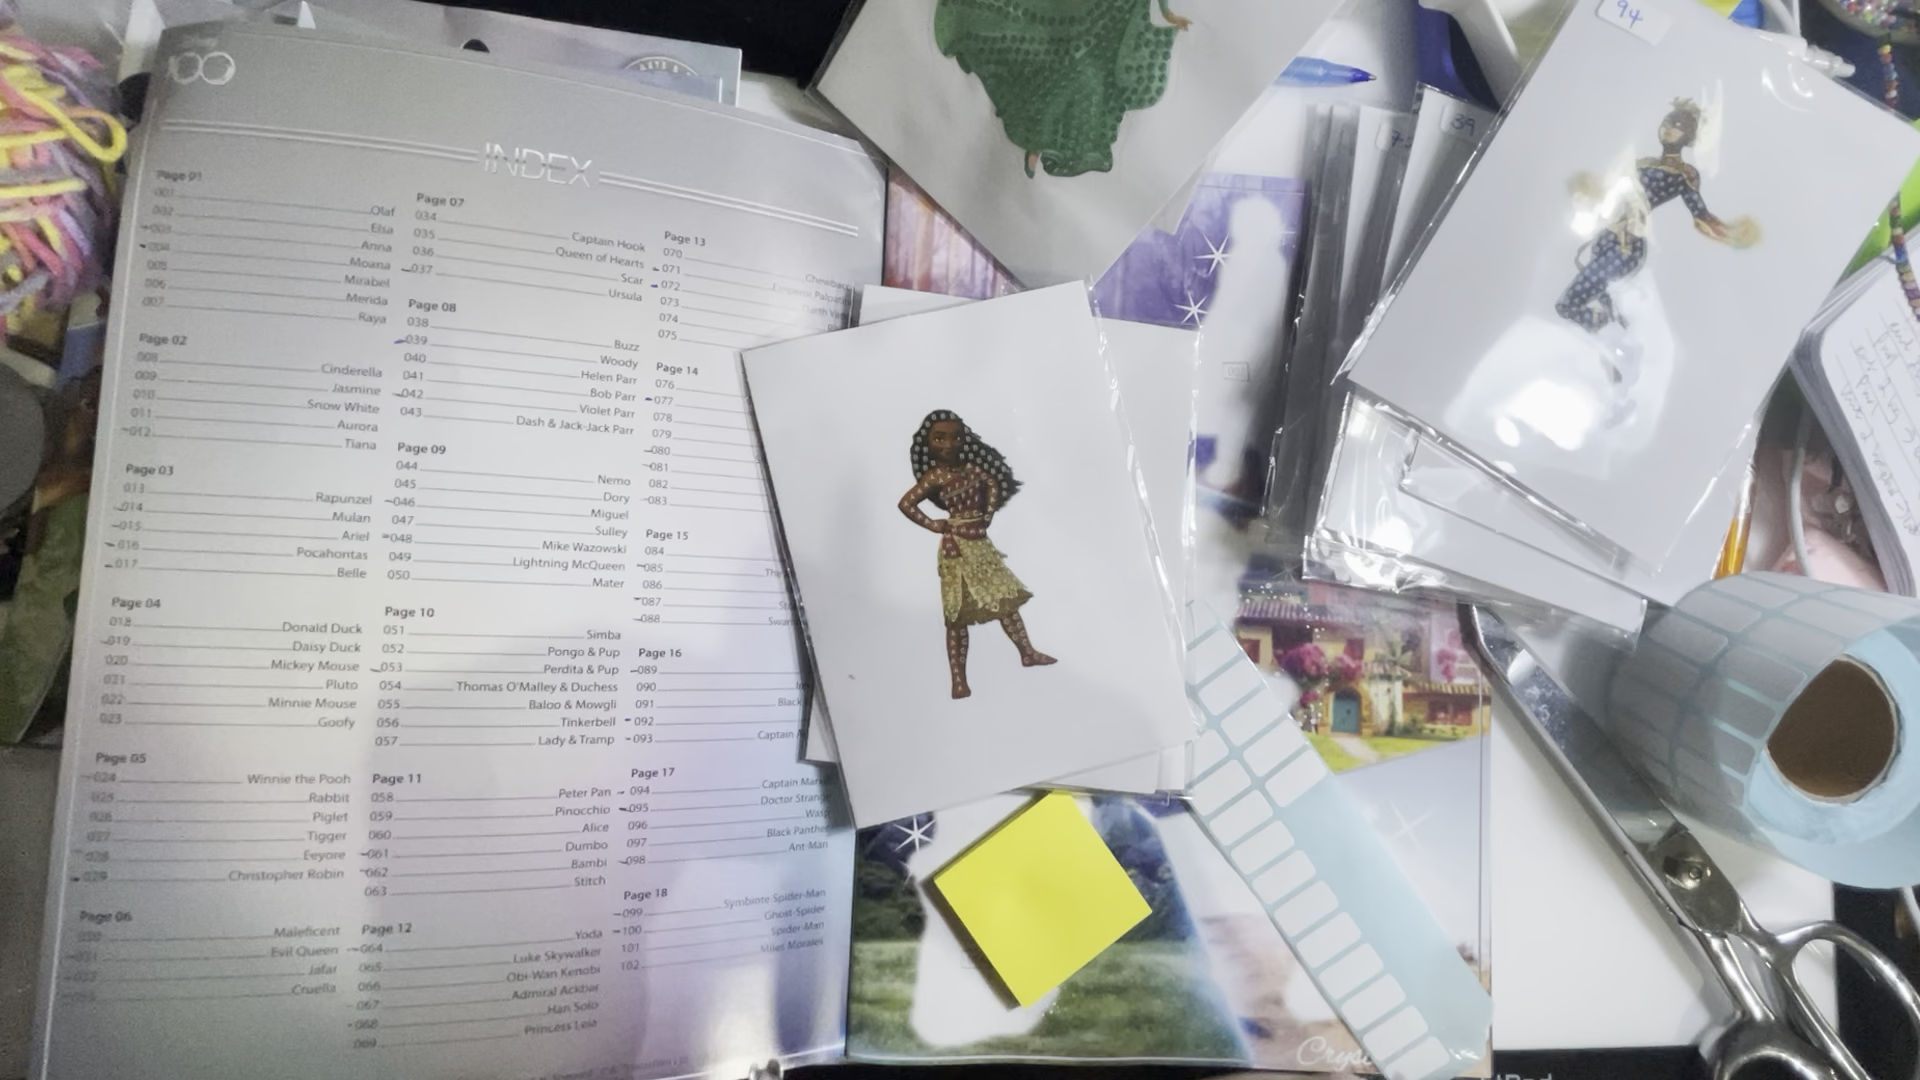 100
INDEX
Page 01
001 Olaf
002 Elsa
003 Anna
004 Moana
005 Mirabel
006 Merida
007 Raya
Page 02
008 Cinderella
009 Jasmine
010 Snow White
011 Aurora
012 Tiana
Page 03
013 Rapunzel
014 Mulan
015 Ariel
016 Pocahontas
017 Belle
Page 04
018 Donald Duck
019 Daisy Duck
020 Mickey Mouse
021 Pluto
022 Minnie Mouse
023 Goofy
Page 05
024 Winnie the Pooh
025 Rabbit
026 Piglet
027 Tigger
028 Eeyore
029 Christopher Robin
Page 06
Maleficent
Evil Queen
Jafar
Cruella
Page 07
034 Captain Hook
035 Queen of Hearts
036 Scar
037 Ursula
Page 08
038 Buzz
039 Woody
040 Helen Parr
041 Bob Parr
042 Violet Parr
043 Dash & Jack-Jack Parr
Page 09
044 Nemo
045 Dory
046 Miguel
047 Sulley
048 Mike Wazowski
049 Lightning McQueen
050 Mater
Page 10
051 Simba
052 Pongo & Pup
053 Perdita & Pup
054 Thomas O'Malley & Duchess
055 Baloo & Mowgli
056 Tinkerbell
057 Lady & Tramp
Page 11
058 Peter Pan
059 Pinocchio
060 Alice
061 Dumbo
062 Bambi
063 Stitch
Page 12
064 Yoda
065 Luke Skywalker
066 Obi-Wan Kenobi
067 Admiral Ackbar
068 Han Solo
069 Princess Leia
Page 13
070 Chewbacca
071 Emperor
072
073
074
075
Page 14
076
077
078
079
080
081
082
083
Page 15
084
085
086
087
088
Page 16
089
090
091 Black
092
093 Captain
Page 17
094 Captain
095 Doctor Strange
096 Wasp
097 Black Panther
098 Ant-Man
Page 18
099 Symbiote Spider-Man
100 Ghost-Spider
101 Spider-Man
102 Miles Morales
39
94